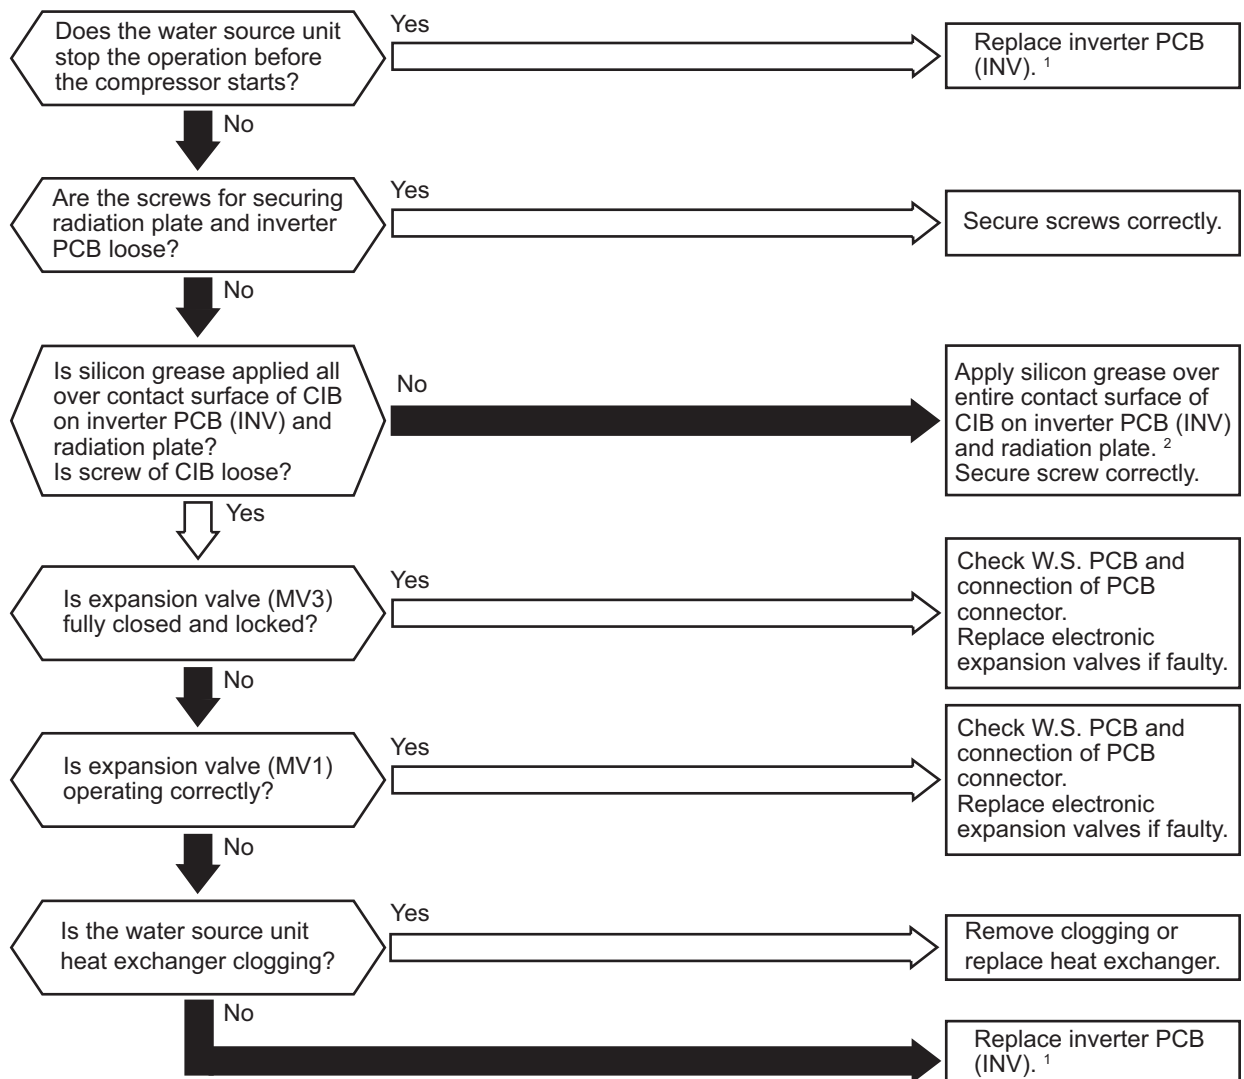 Does the water source unit
stop the operation before
the compressor starts?
Yes
Replace inverter PCB
(INV). 1
No
Are the screws for securing
radiation plate and inverter
PCB loose?
Yes
Secure screws correctly.
No
Is silicon grease applied all
over contact surface of CIB
on inverter PCB (INV) and
radiation plate?
Is screw of CIB loose?
No
Apply silicon grease over
entire contact surface of
CIB on inverter PCB (INV)
and radiation plate. 2
Secure screw correctly.
Yes
Is expansion valve (MV3)
fully closed and locked?
Yes
Check W.S. PCB and
connection of PCB
connector.
Replace electronic
expansion valves if faulty.
No
Is expansion valve (MV1)
operating correctly?
Yes
Check W.S. PCB and
connection of PCB
connector.
Replace electronic
expansion valves if faulty.
No
Is the water source unit
heat exchanger clogging?
Yes
Remove clogging or
replace heat exchanger.
No
Replace inverter PCB
(INV). 1